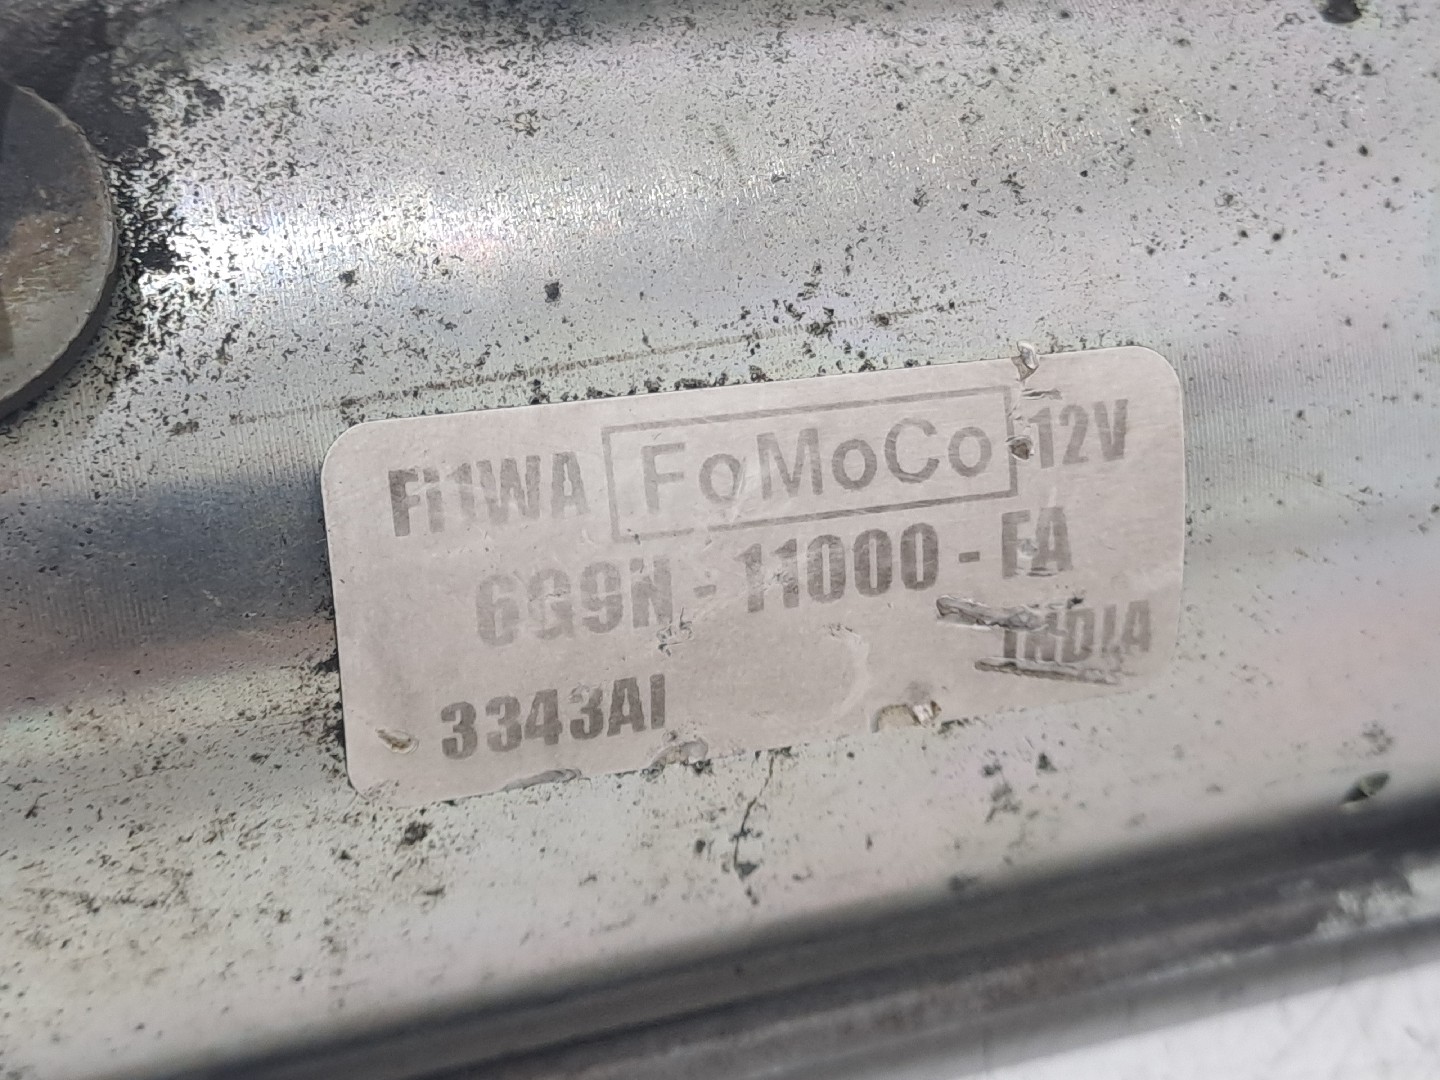 Fi1WA FoMoCo 12V
6G9N - 11000 - FA
INDIA
3343AI